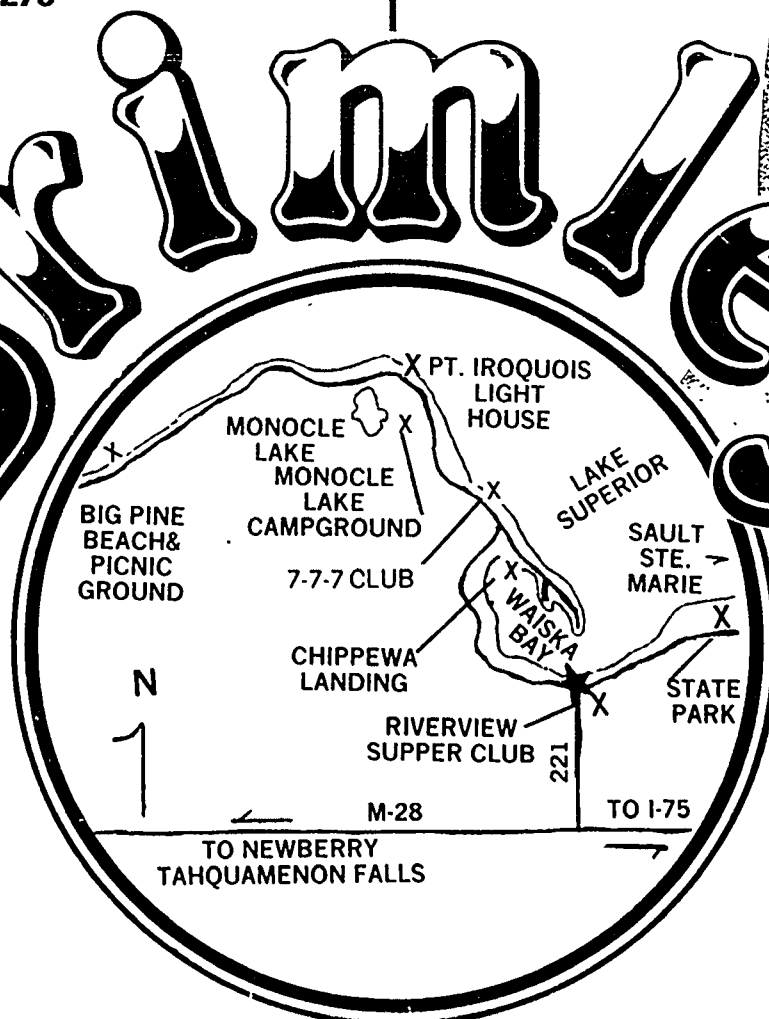 Brimley
PT. IROQUOIS
LIGHT
HOUSE
MONOCLE
LAKE
MONOCLE
LAKE
CAMPGROUND
LAKE
SUPERIOR
BIG PINE
BEACH&
PICNIC
GROUND
SAULT
STE.
MARIE
7-7-7 CLUB
WAISKA
BAY
CHIPPEWA
LANDING
N
STATE
PARK
RIVERVIEW
SUPPER CLUB
221
M-28
TO I-75
TO NEWBERRY
TAHQUAMENON FALLS